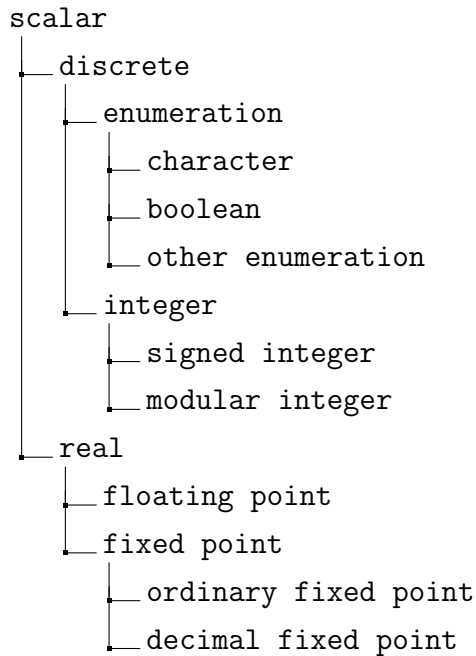 scalar
discrete
enumeration
character
boolean
other enumeration
integer
signed integer
modular integer
real
floating point
fixed point
ordinary fixed point
decimal fixed point